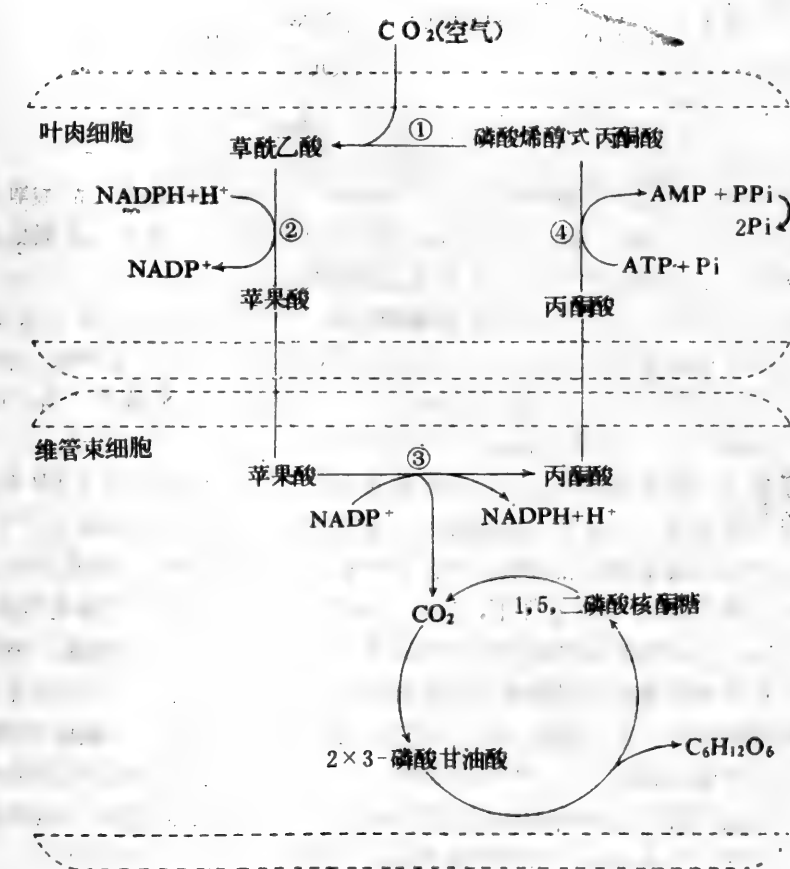 CO₂(空气)
叶肉细胞
草酰乙酸
①
磷酸烯醇式丙酮酸
NADPH+H⁺
②
NADP⁺
④
AMP + PPi
2Pi
ATP+Pi
苹果酸
丙酮酸
维管束细胞
苹果酸
③
丙酮酸
NADP⁺
NADPH+H⁺
CO₂
1,5,二磷酸核酮糖
2×3-磷酸甘油酸
C₆H₁₂O₆